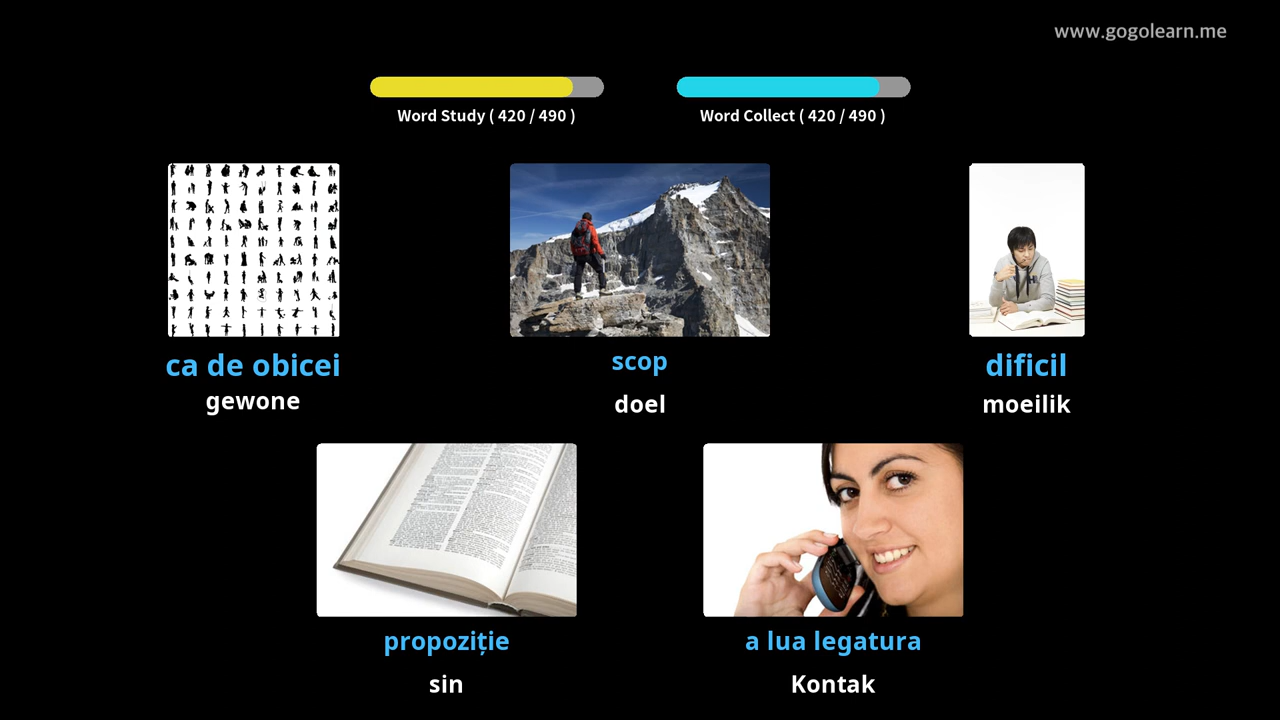 www.gogolearn.me
Word Study ( 420 / 490 )
Word Collect ( 420 / 490 )
ca de obicei
gewone
scop
doel
dificil
moeilik
propoziție
sin
a lua legatura
Kontak